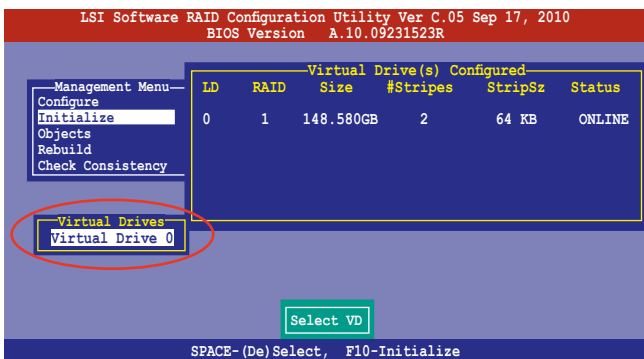 LSI Software RAID Configuration Utility Ver C.05 Sep 17, 2010
BIOS Version A.10.09231523R
Virtual Drive(s) Configured
LD RAID Size #Stripes StripSz Status
0 1 148.580GB 2 64 KB ONLINE
Management Menu
Configure
Initialize
Objects
Rebuild
Check Consistency
Virtual Drives
Virtual Drive 0
Select VD
SPACE-(De)Select, F10-Initialize